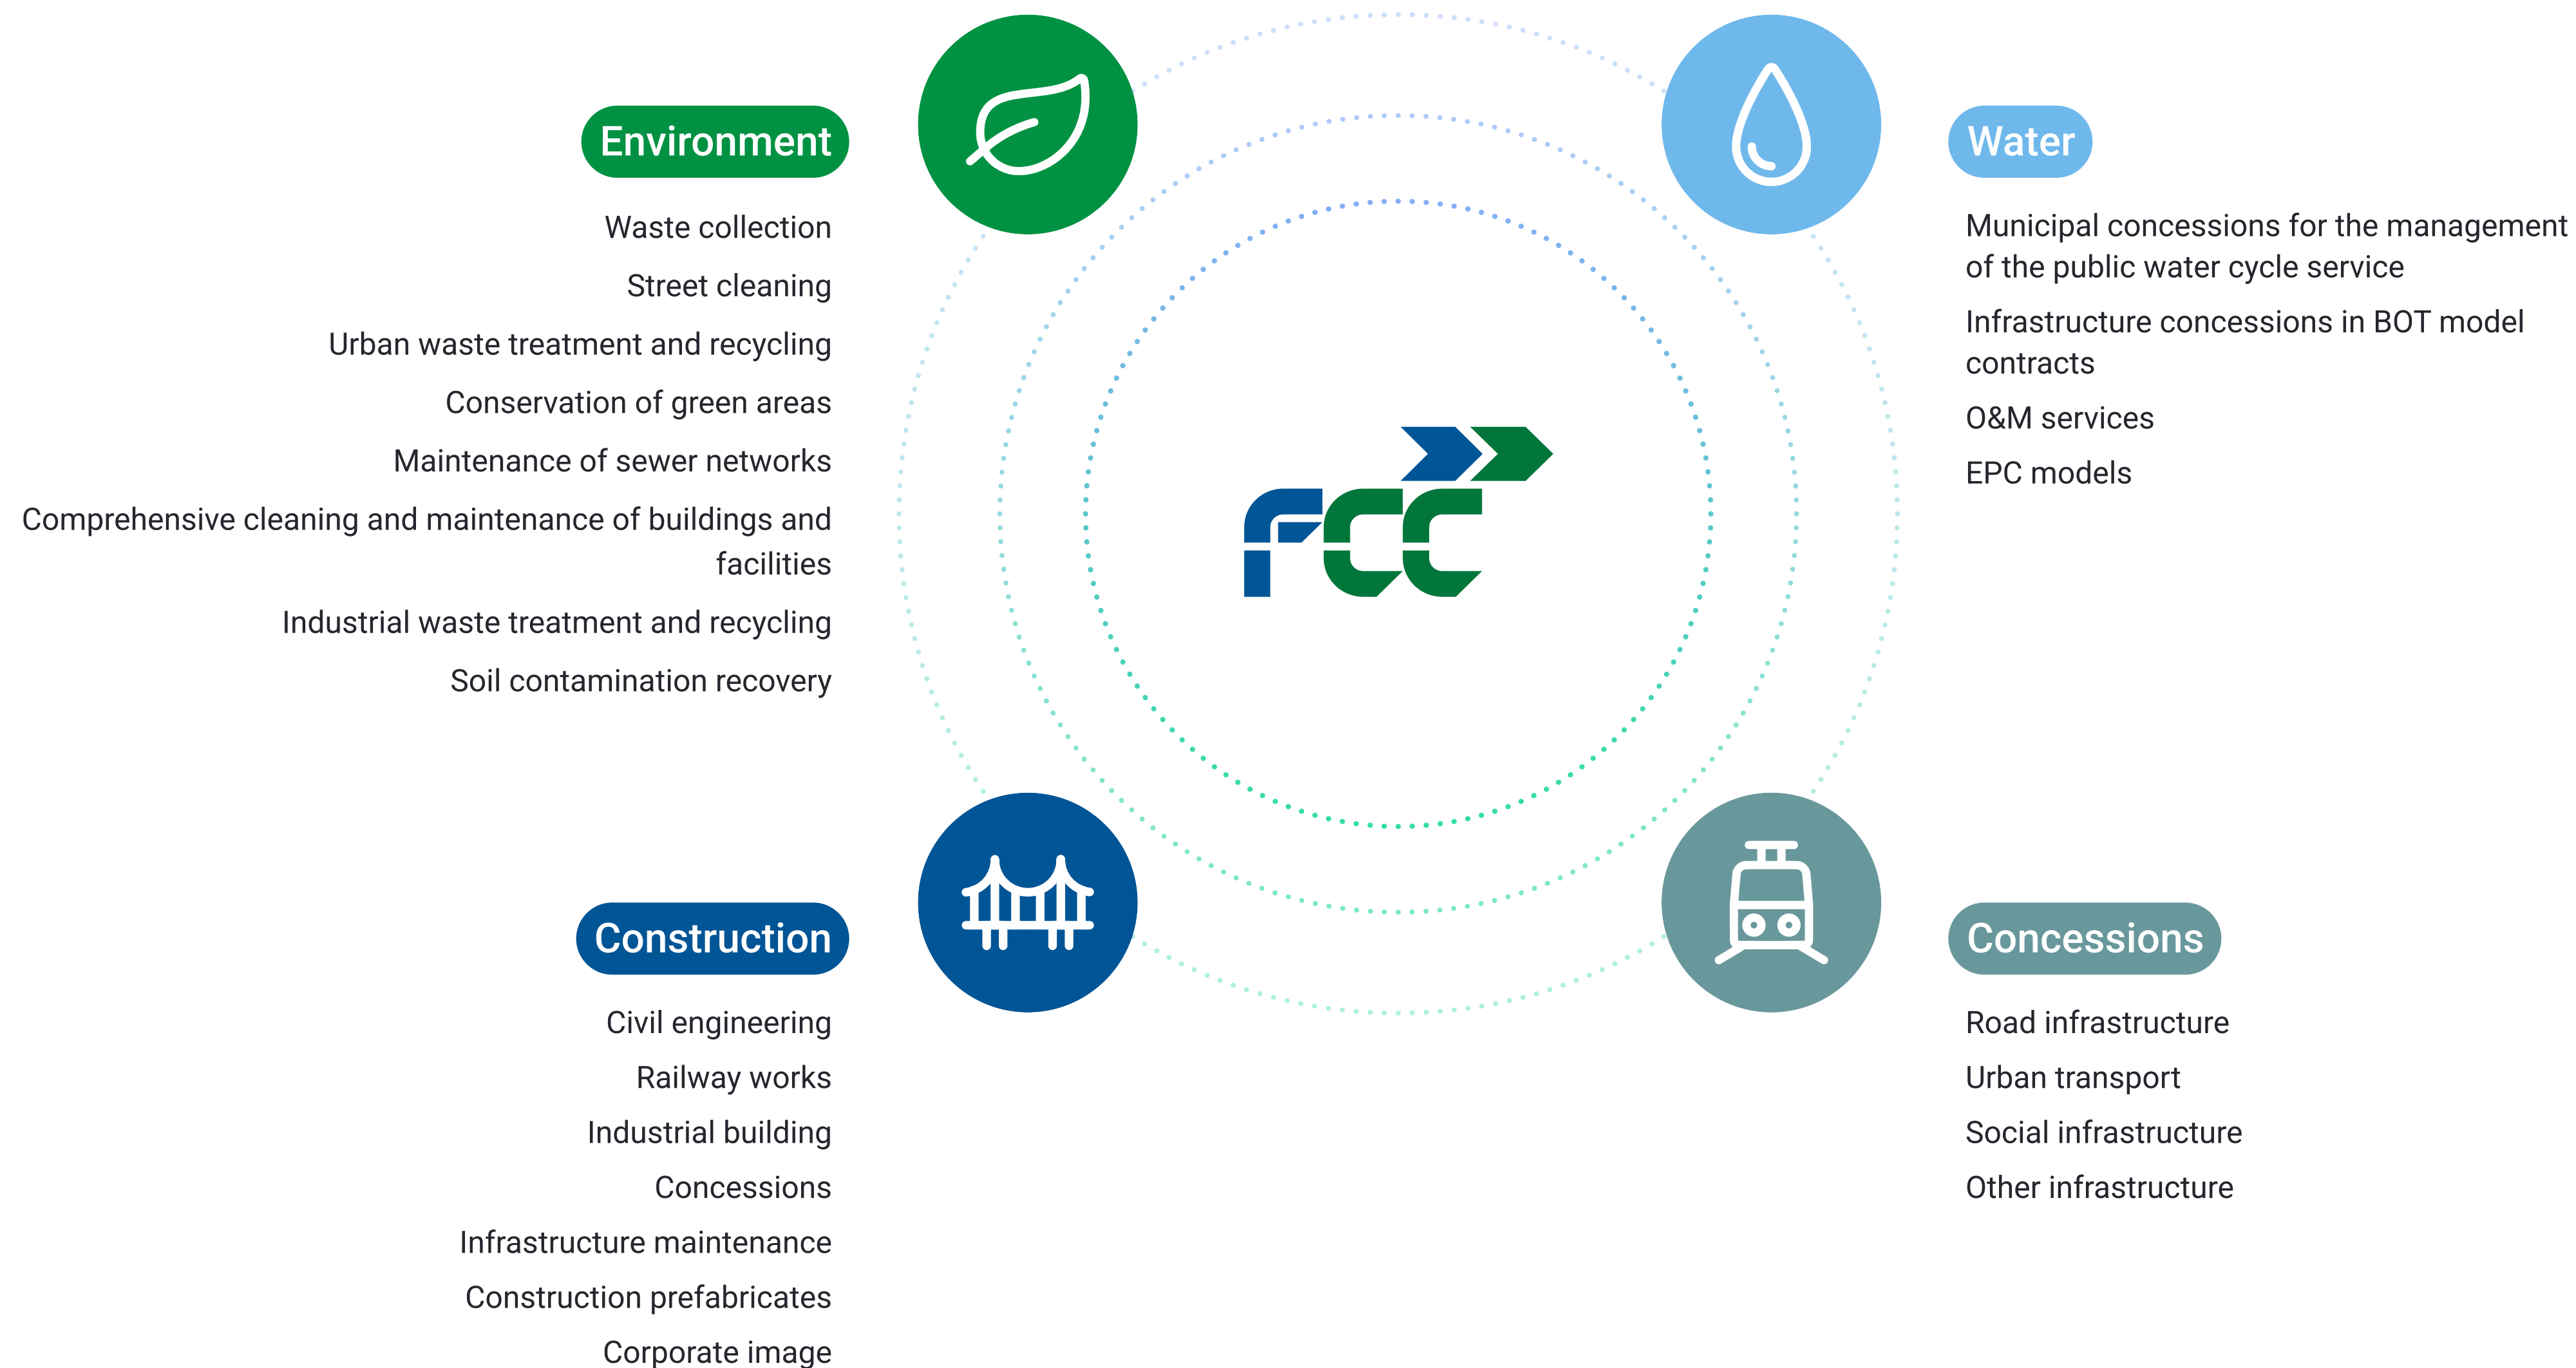 Environment
Waste collection
Street cleaning
Urban waste treatment and recycling
Conservation of green areas
Maintenance of sewer networks
Comprehensive cleaning and maintenance of buildings and
facilities
Industrial waste treatment and recycling
Soil contamination recovery
Water
Municipal concessions for the management
of the public water cycle service
Infrastructure concessions in BOT model
contracts
O&M services
EPC models
FCC
Construction
Civil engineering
Railway works
Industrial building
Concessions
Infrastructure maintenance
Construction prefabricates
Corporate image
Concessions
Road infrastructure
Urban transport
Social infrastructure
Other infrastructure